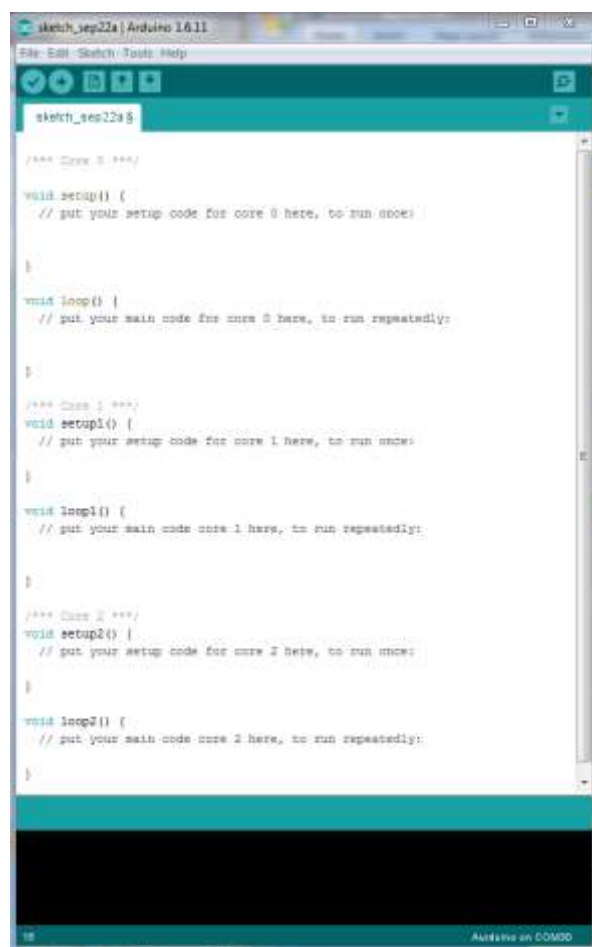 sketch_sep22a | Arduino 1.6.11
File Edit Sketch Tools Help
sketch_sep22a §
/*** Core 0 ***/
void setup() {
// put your setup code for core 0 here, to run once:
}
void loop() {
// put your main code for core 0 here, to run repeatedly:
}
/*** Core 1 ***/
void setup1() {
// put your setup code for core 1 here, to run once:
}
void loop1() {
// put your main code core 1 here, to run repeatedly:
}
/*** Core 2 ***/
void setup2() {
// put your setup code for core 2 here, to run once:
}
void loop2() {
// put your main code core 2 here, to run repeatedly:
}
on COM30